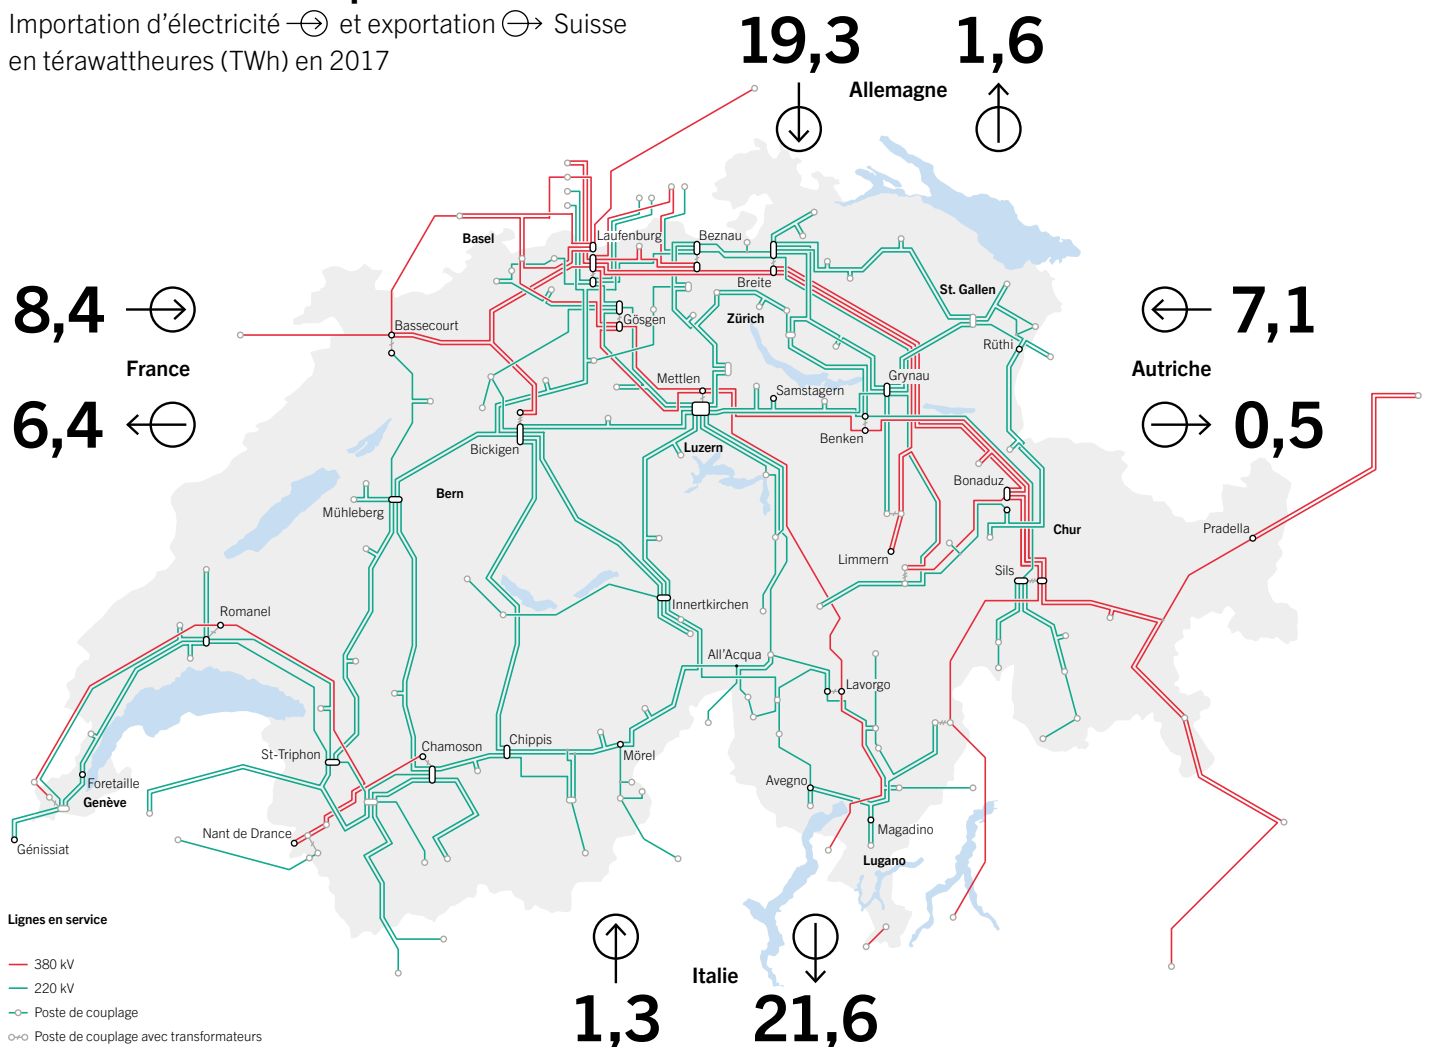 Importation d'électricité et exportation Suisse
en térawattheures (TWh) en 2017
19,3
1,6
Allemagne
8,4
France
6,4
7,1
Autriche
0,5
Basel
Laufenburg
Beznau
Breite
St. Gallen
Bassecourt
Gösgen
Zürich
Rüthi
Mettlen
Samstagern
Grynau
Benken
Bickigen
Luzern
Bonaduz
Bern
Mühleberg
Chur
Pradella
Limmern
Sils
Romanel
Innertkirchen
All'Acqua
Lavorgo
St-Triphon
Chamoson
Chippis
Mörel
Foretaille
Genève
Avegno
Nant de Drance
Génissiat
Magadino
Lugano
Lignes en service
380 kV
220 kV
Poste de couplage
Poste de couplage avec transformateurs
Italie
1,3
21,6